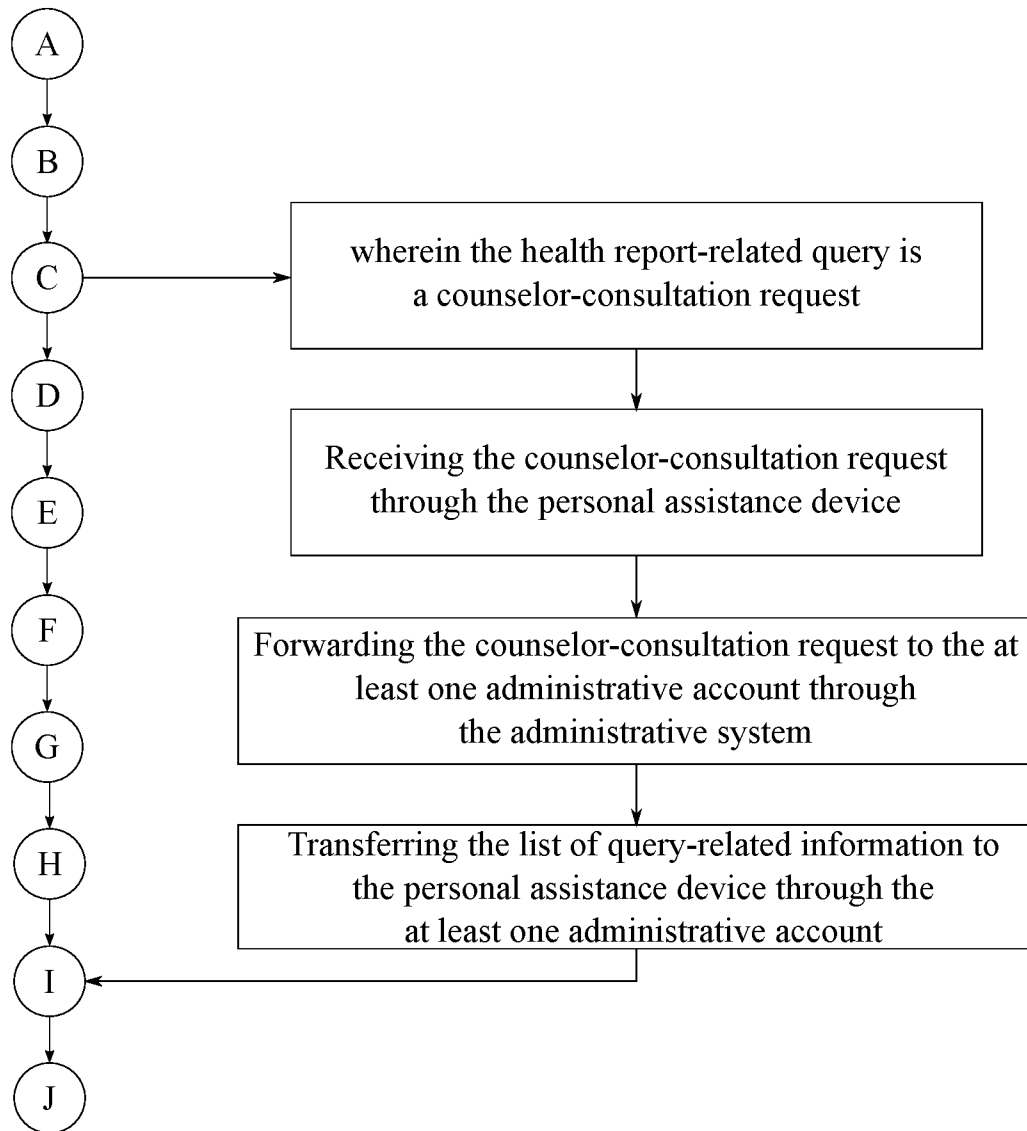 A
B
C
wherein the health report-related query is
a counselor-consultation request
D
Receiving the counselor-consultation request
through the personal assistance device
E
F
Forwarding the counselor-consultation request to the at
least one administrative account through
the administrative system
G
H
Transferring the list of query-related information to
the personal assistance device through the
at least one administrative account
I
J